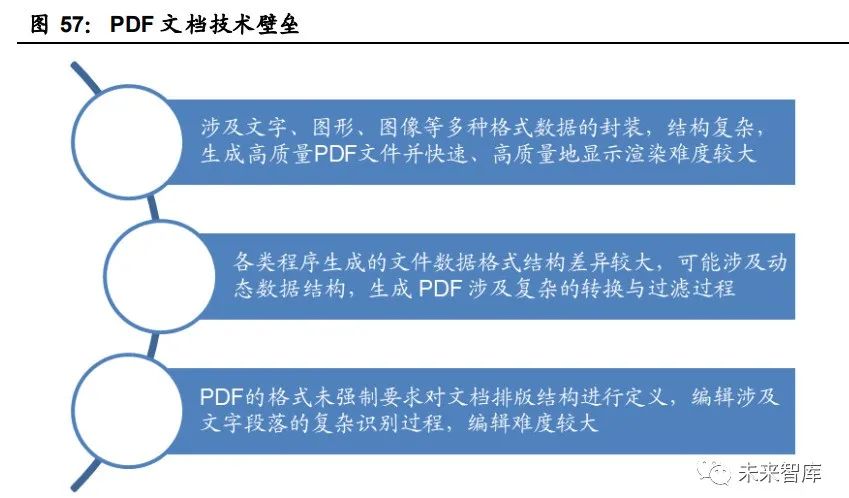 图 57： PDF 文档技术壁垒
涉及文字、图形、图像等多种格式数据的封装，结构复杂，
生成高质量PDF文件并快速、高质量地显示渲染难度较大
各类程序生成的文件数据格式结构差异较大，可能涉及动
态数据结构，生成 PDF 涉及复杂的转换与过滤过程
PDF的格式未强制要求对文档排版结构进行定义，编辑涉及
文字段落的复杂识别过程，编辑难度较大
未来智库